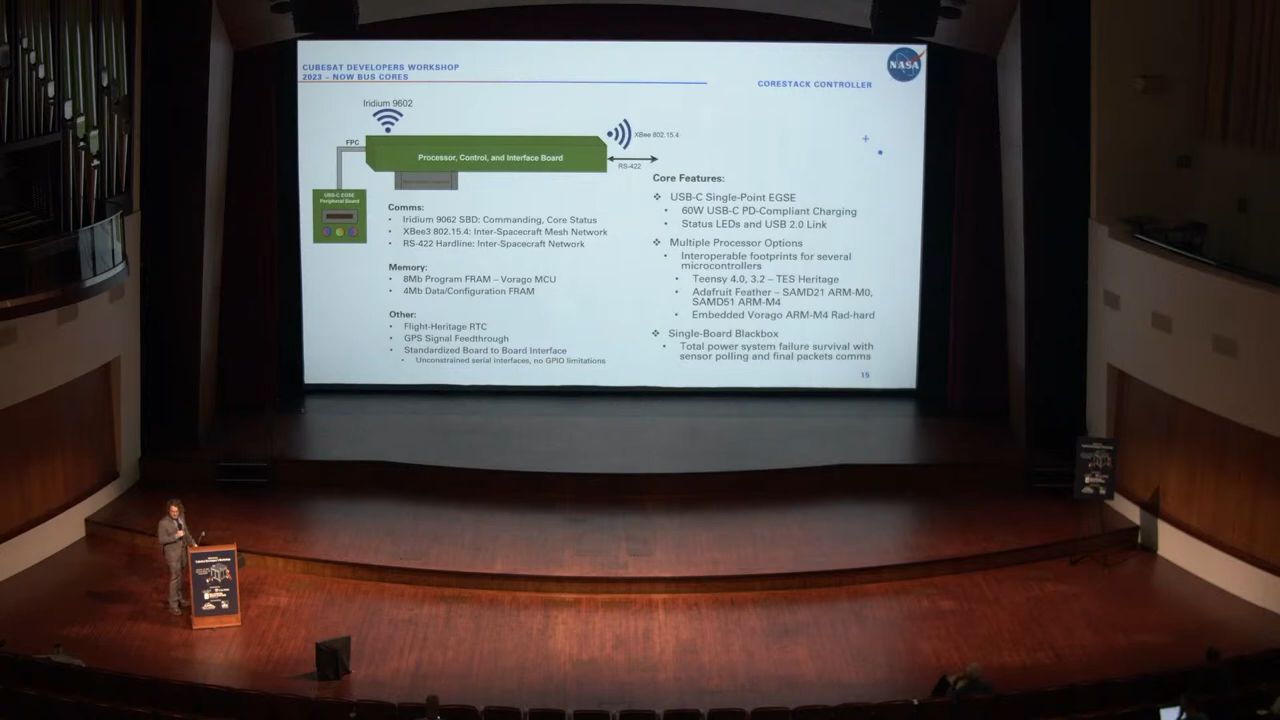 CUBESAT DEVELOPERS WORKSHOP
2023 – NOW BUS CORES
NASA
CORESTACK CONTROLLER
Iridium 9602
FPC
Processor, Control, and Interface Board
XBee 802.15.4
RS-422
USB-C EGSE
Peripheral Board
Comms:
• Iridium 9062 SBD: Commanding, Core Status
• XBee3 802.15.4: Inter-Spacecraft Mesh Network
• RS-422 Hardline: Inter-Spacecraft Network
Memory:
• 8Mb Program FRAM – Vorago MCU
• 4Mb Data/Configuration FRAM
Other:
• Flight-Heritage RTC
• GPS Signal Feedthrough
• Standardized Board to Board Interface
• Unconstrained serial interfaces, no GPIO limitations
Core Features:
❖ USB-C Single-Point EGSE
• 60W USB-C PD-Compliant Charging
• Status LEDs and USB 2.0 Link
❖ Multiple Processor Options
• Interoperable footprints for several
microcontrollers
• Teensy 4.0, 3.2 – TES Heritage
• Adafruit Feather – SAMD21 ARM-M0,
SAMD51 ARM-M4
• Embedded Vorago ARM-M4 Rad-hard
❖ Single-Board Blackbox
• Total power system failure survival with
sensor polling and final packets comms
15